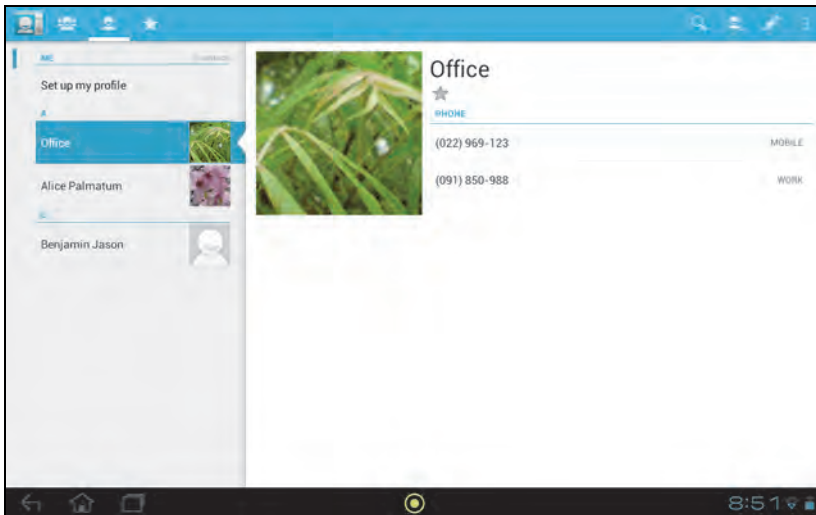 ME
Set up my profile
A
Office
Alice Palmatum
Benjamin Jason
Office
PHONE
(022) 969-123
MOBILE
(091) 850-988
WORK
8:51